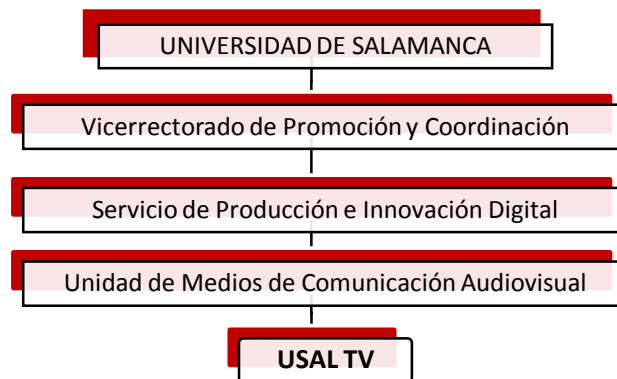 UNIVERSIDAD DE SALAMANCA
Vicerrectorado de Promoción y Coordinación
Servicio de Producción e Innovación Digital
Unidad de Medios de Comunicación Audiovisual
USAL TV